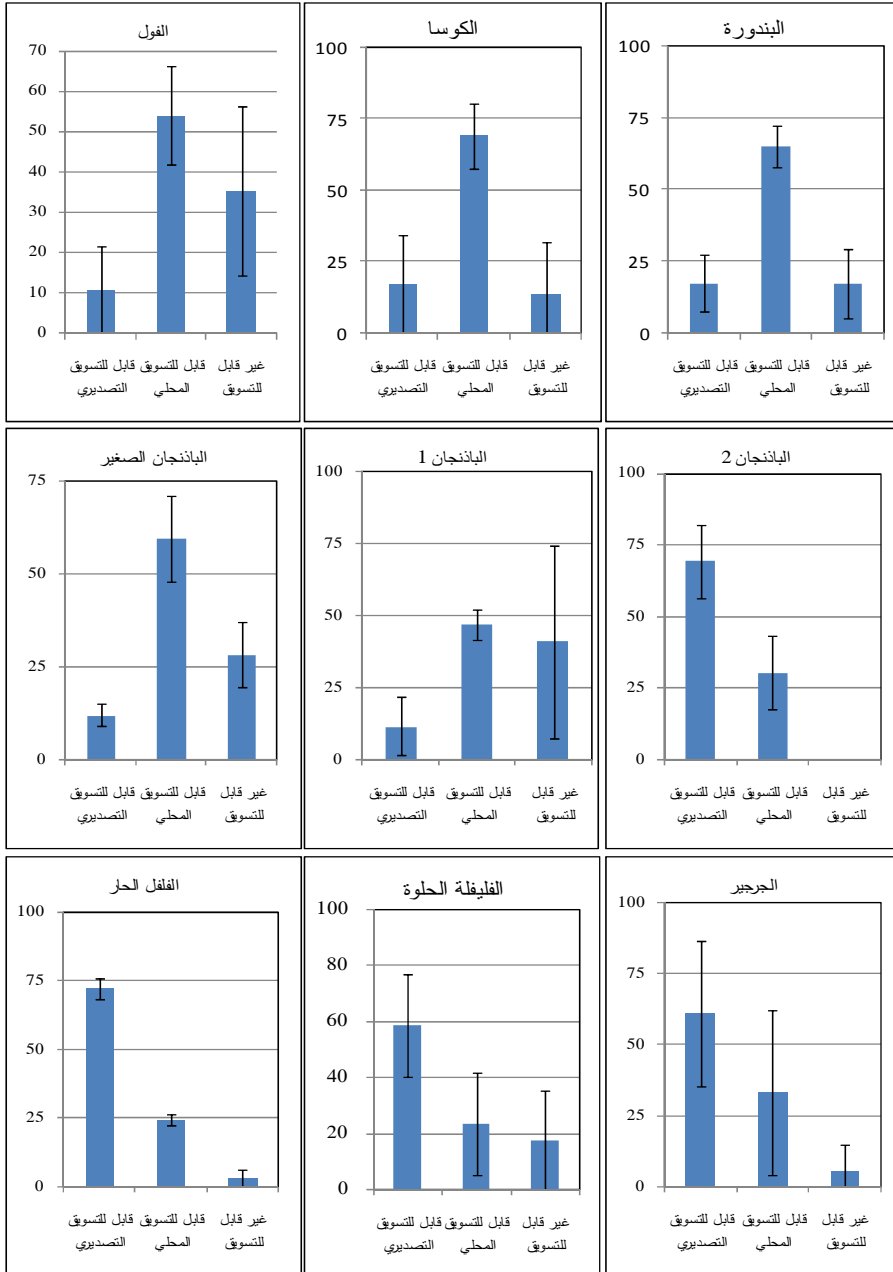 الفول
70
60
50
40
30
20
10
0
قابل للتسويق
التصديري
قابل للتسويق
المحلي
غير قابل
للتسويق
الكوسا
100
75
50
25
0
قابل للتسويق
التصديري
قابل للتسويق
المحلي
غير قابل
للتسويق
البندورة
100
75
50
25
0
قابل للتسويق
التصديري
قابل للتسويق
المحلي
غير قابل
للتسويق
الباذنجان الصغير
75
50
25
0
قابل للتسويق
التصديري
قابل للتسويق
المحلي
غير قابل
للتسويق
الباذنجان 1
100
75
50
25
0
قابل للتسويق
التصديري
قابل للتسويق
المحلي
غير قابل
للتسويق
الباذنجان 2
100
75
50
25
0
قابل للتسويق
التصديري
قابل للتسويق
المحلي
غير قابل
للتسويق
الفلفل الحار
100
75
50
25
0
قابل للتسويق
التصديري
قابل للتسويق
المحلي
غير قابل
للتسويق
الفليفلة الحلوة
100
80
60
40
20
0
قابل للتسويق
التصديري
قابل للتسويق
المحلي
غير قابل
للتسويق
الجرجير
100
75
50
25
0
قابل للتسويق
التصديري
قابل للتسويق
المحلي
غير قابل
للتسويق